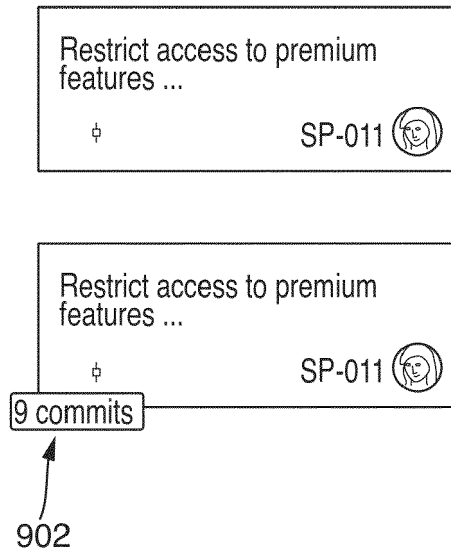 Restrict access to premium
features ...
SP-011
Restrict access to premium
features ...
SP-011
9 commits
902